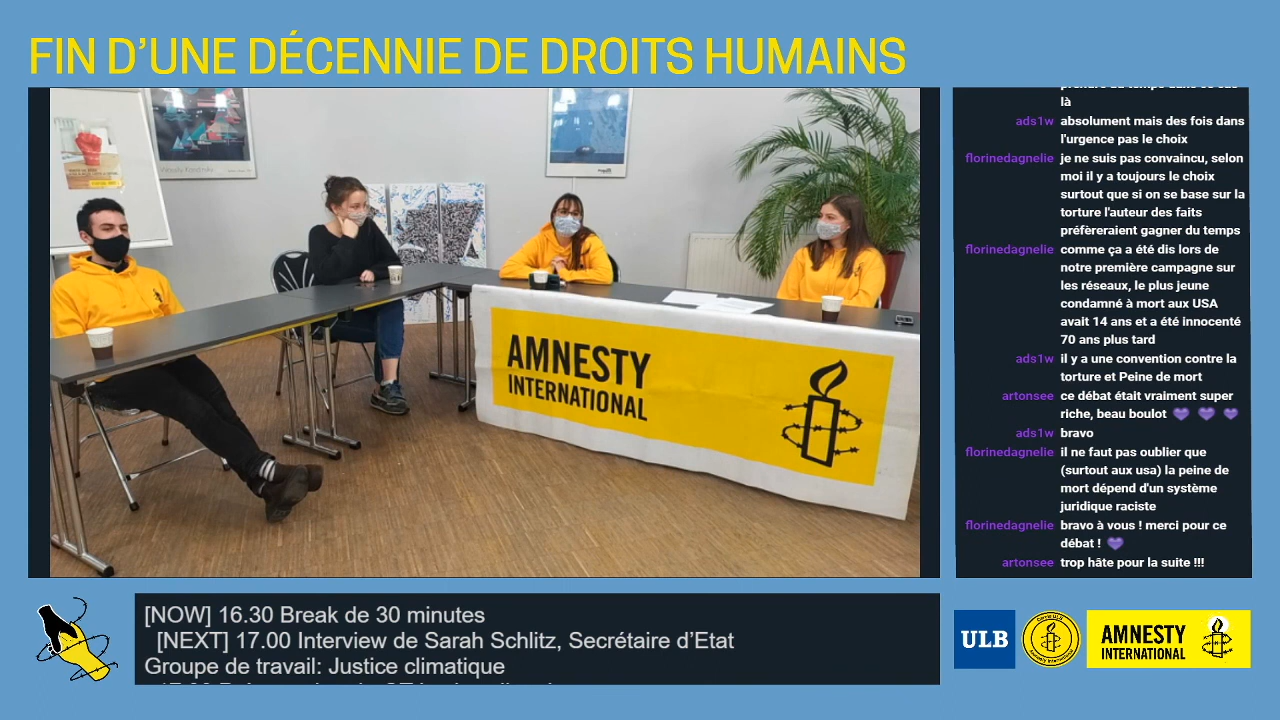 FIN D’UNE DÉCENNIE DE DROITS HUMAINS
Wassily Kandinsky
AMNESTY
INTERNATIONAL
là
ads1w absolument mais des fois dans
l'urgence pas le choix
florinedagnelie je ne suis pas convaincu, selon
moi il y a toujours le choix
surtout que si on se base sur la
torture l'auteur des faits
préfèreraient gagner du temps
florinedagnelie comme ça a été dis lors de
notre première campagne sur
les réseaux, le plus jeune
condamné à mort aux USA
avait 14 ans et a été innocenté
70 ans plus tard
ads1w il y a une convention contre la
torture et Peine de mort
artonsee ce débat était vraiment super
riche, beau boulot 💜 💜 💜
ads1w bravo
florinedagnelie il ne faut pas oublier que
(surtout aux usa) la peine de
mort dépend d'un système
juridique raciste
florinedagnelie bravo à vous ! merci pour ce
débat ! 💜
artonsee trop hâte pour la suite !!!
[NOW] 16.30 Break de 30 minutes
[NEXT] 17.00 Interview de Sarah Schlitz, Secrétaire d’Etat
Groupe de travail: Justice climatique
ULB
AMNESTY
INTERNATIONAL